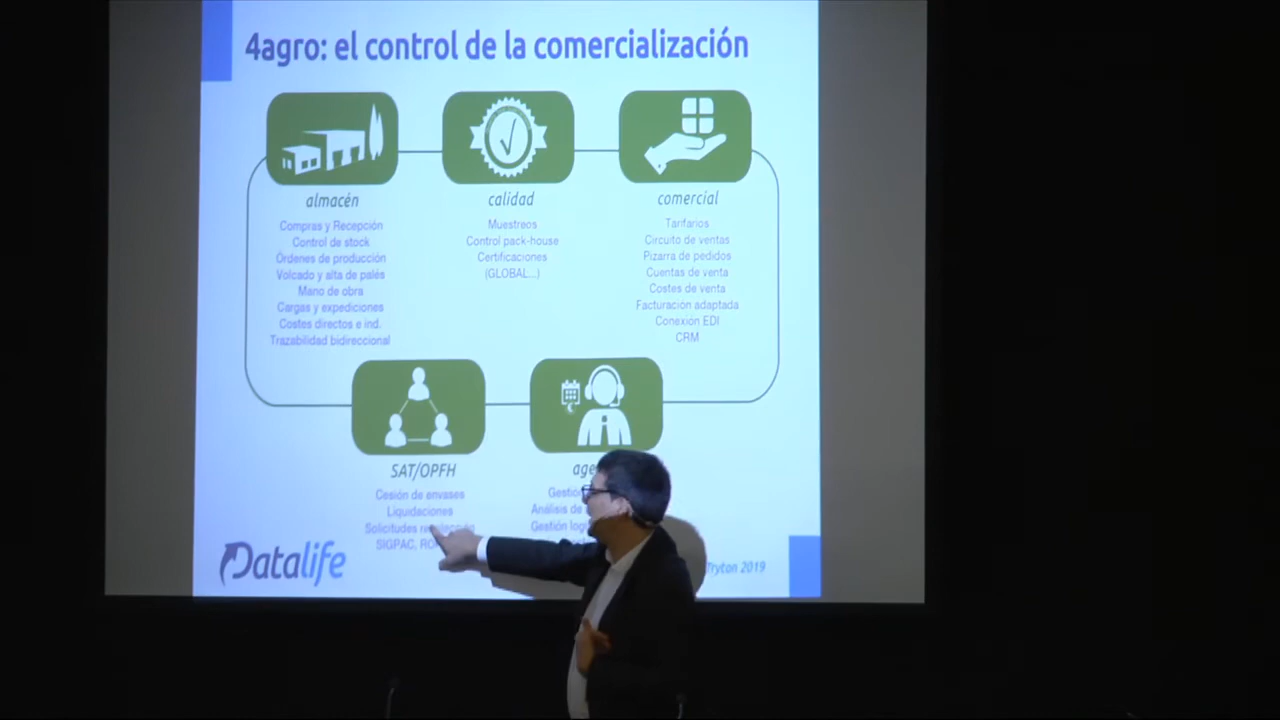 4agro: el control de la comercialización
almacén
Compras y Recepción
Control de stock
Órdenes de producción
Volcado y alta de palés
Mano de obra
Cargas y expediciones
Costes directos e ind.
Trazabilidad bidireccional
calidad
Muestreos
Control pack-house
Certificaciones
(GLOBAL...)
comercial
Tarifarios
Circuito de ventas
Pizarra de pedidos
Cuentas de venta
Costes de venta
Facturación adaptada
Conexión EDI
CRM
SAT/OPFH
Cesión de envases
Liquidaciones
Solicitudes
SIGPAC,
Análisis de
Datalife
Tryton 2019